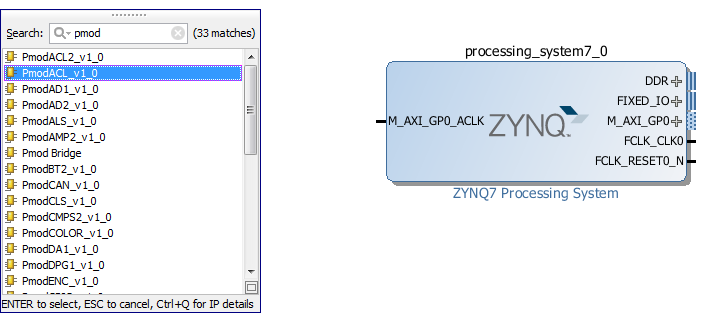 Search: pmod (33 matches)
PmodACL2_v1_0
PmodACL_v1_0
PmodAD1_v1_0
PmodAD2_v1_0
PmodALS_v1_0
PmodAMP2_v1_0
Pmod Bridge
PmodBT2_v1_0
PmodCAN_v1_0
PmodCLS_v1_0
PmodCMPS2_v1_0
PmodCOLOR_v1_0
PmodDA1_v1_0
PmodDPG1_v1_0
PmodENC_v1_0
ENTER to select, ESC to cancel, Ctrl+Q for IP details
processing_system7_0
DDR
FIXED_IO
M_AXI_GP0_ACLK
ZYNQ
M_AXI_GP0
FCLK_CLK0
FCLK_RESET0_N
ZYNQ7 Processing System